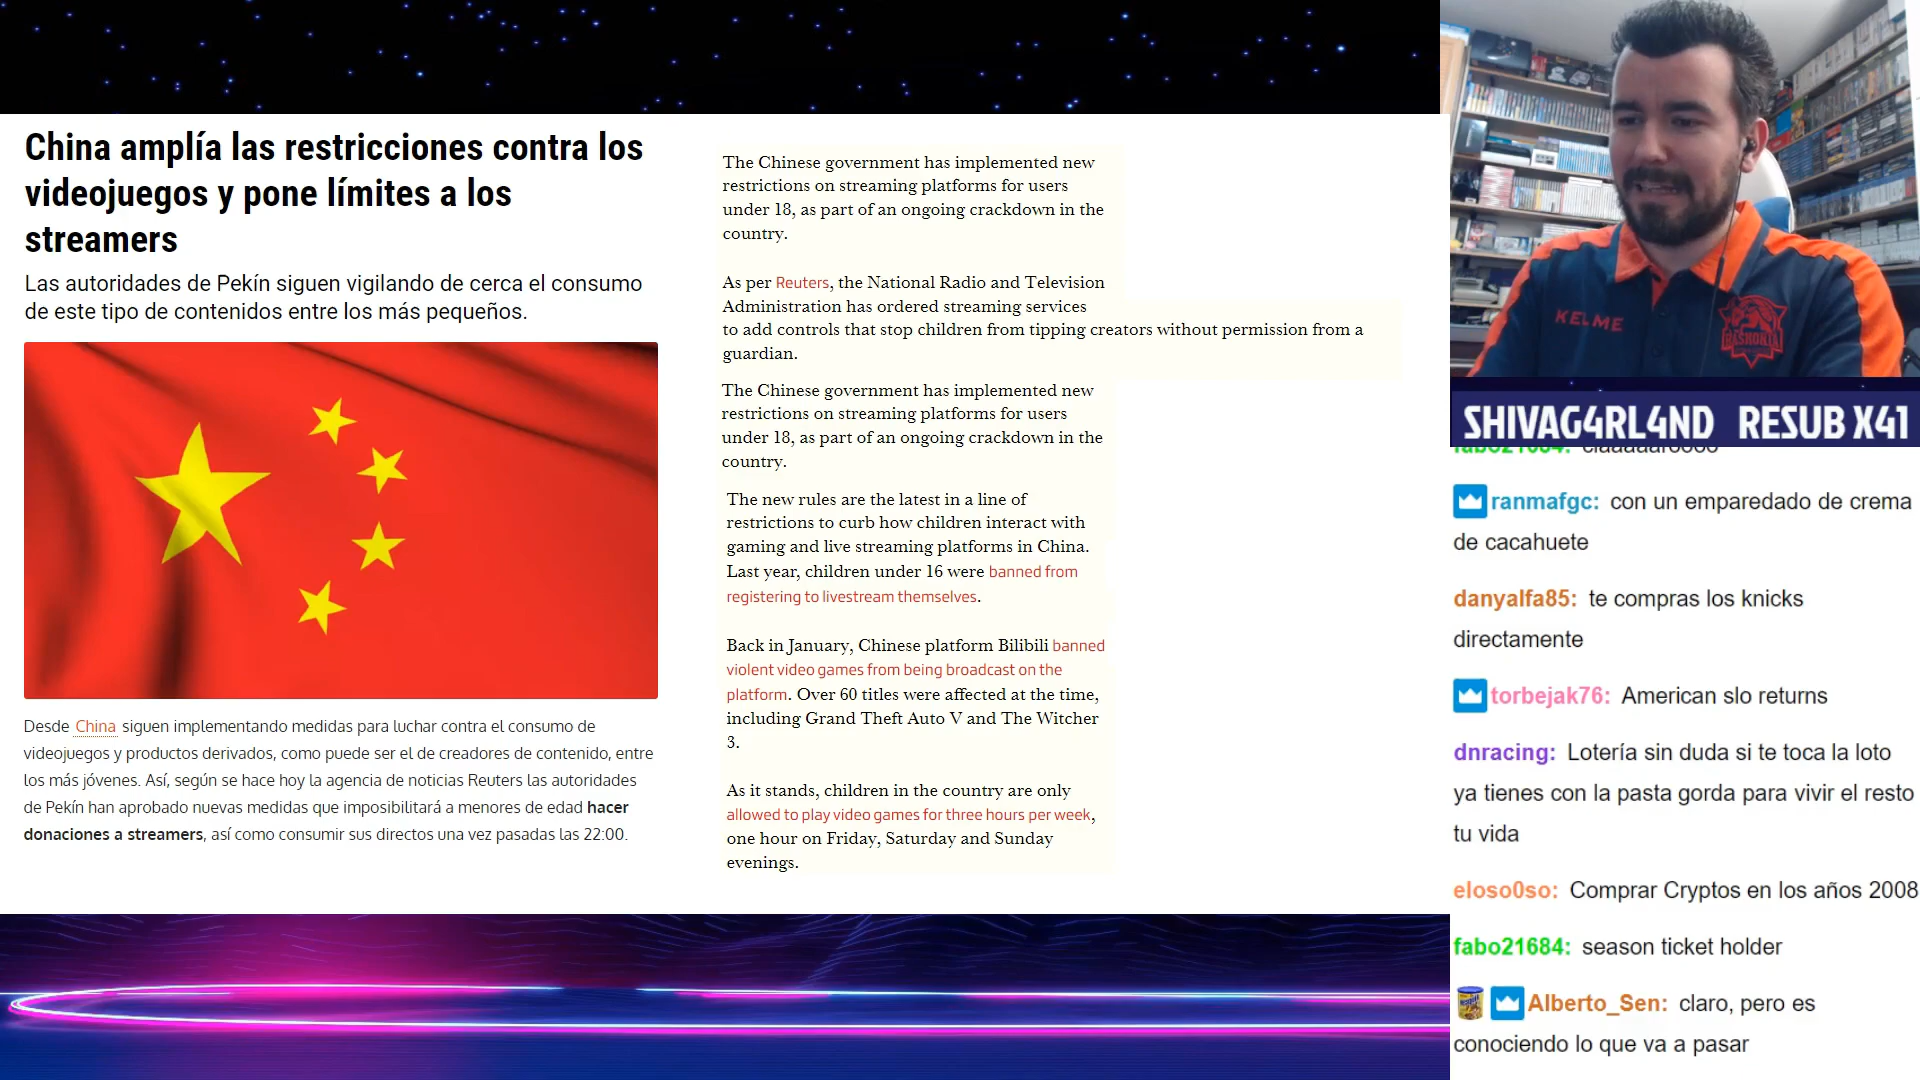 China amplía las restricciones contra los
videojuegos y pone límites a los
streamers
Las autoridades de Pekín siguen vigilando de cerca el consumo
de este tipo de contenidos entre los más pequeños.
Desde China siguen implementando medidas para luchar contra el consumo de
videojuegos y productos derivados, como puede ser el de creadores de contenido, entre
los más jóvenes. Así, según se hace hoy la agencia de noticias Reuters las autoridades
de Pekín han aprobado nuevas medidas que imposibilitará a menores de edad hacer
donaciones a streamers, así como consumir sus directos una vez pasadas las 22:00.
The Chinese government has implemented new
restrictions on streaming platforms for users
under 18, as part of an ongoing crackdown in the
country.
As per Reuters, the National Radio and Television
Administration has ordered streaming services
to add controls that stop children from tipping creators without permission from a
guardian.
The Chinese government has implemented new
restrictions on streaming platforms for users
under 18, as part of an ongoing crackdown in the
country.
The new rules are the latest in a line of
restrictions to curb how children interact with
gaming and live streaming platforms in China.
Last year, children under 16 were banned from
registering to livestream themselves.
Back in January, Chinese platform Bilibili banned
violent video games from being broadcast on the
platform. Over 60 titles were affected at the time,
including Grand Theft Auto V and The Witcher
3.
As it stands, children in the country are only
allowed to play video games for three hours per week,
one hour on Friday, Saturday and Sunday
evenings.
KELME
BASKONIA
SHIVAG4RL4ND RESUB X41
fabo21684: claaaaaroooo
ranmafgc: con un emparedado de crema
de cacahuete
danyalfa85: te compras los knicks
directamente
torbejak76: American slo returns
dnracing: Lotería sin duda si te toca la loto
ya tienes con la pasta gorda para vivir el resto
tu vida
eloso0so: Comprar Cryptos en los años 2008
fabo21684: season ticket holder
Alberto_Sen: claro, pero es
conociendo lo que va a pasar